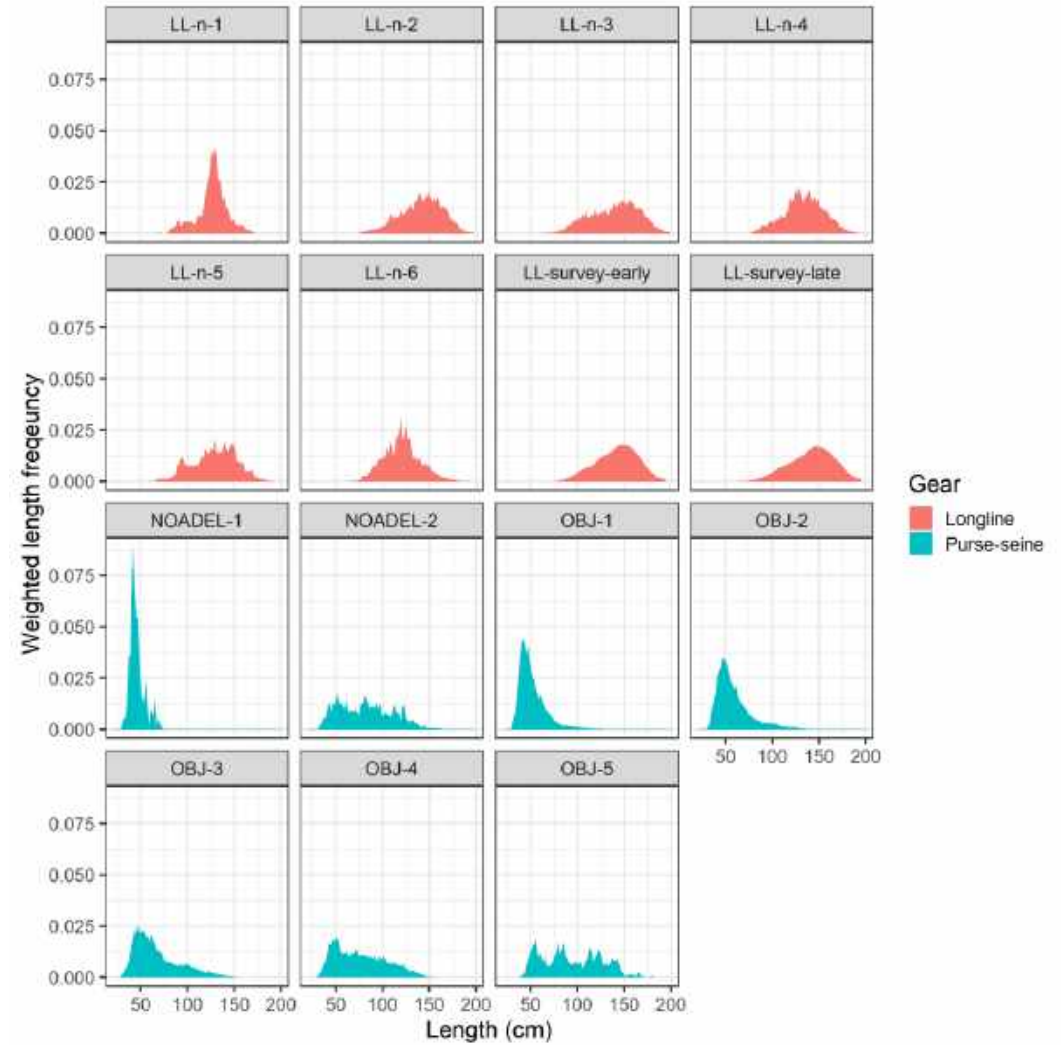 LL-n-1 LL-n-2 LL-n-3 LL-n-4
0.075
0.050
0.025
0.000
LL-n-5 LL-n-6 LL-survey-early LL-survey-late
0.075
0.050
0.025
0.000
NOADEL-1 NOADEL-2 OBJ-1 OBJ-2
0.075
0.050
0.025
0.000
50 100 150 200
OBJ-3 OBJ-4 OBJ-5
0.075
0.050
0.025
0.000
50 100 150 200 50 100 150 200 50 100 150 200
Length (cm)
Weighted length freqeuncy
Gear
Longline
Purse-seine